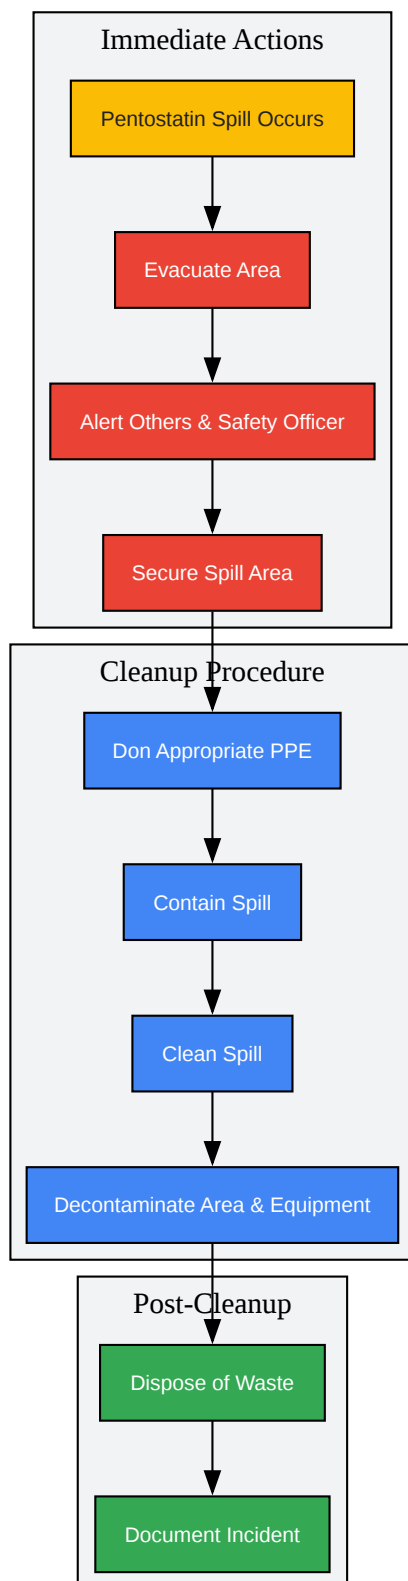 Immediate Actions
Pentostatin Spill Occurs
Evacuate Area
Alert Others & Safety Officer
Secure Spill Area
Cleanup Procedure
Don Appropriate PPE
Contain Spill
Clean Spill
Decontaminate Area & Equipment
Post-Cleanup
Dispose of Waste
Document Incident